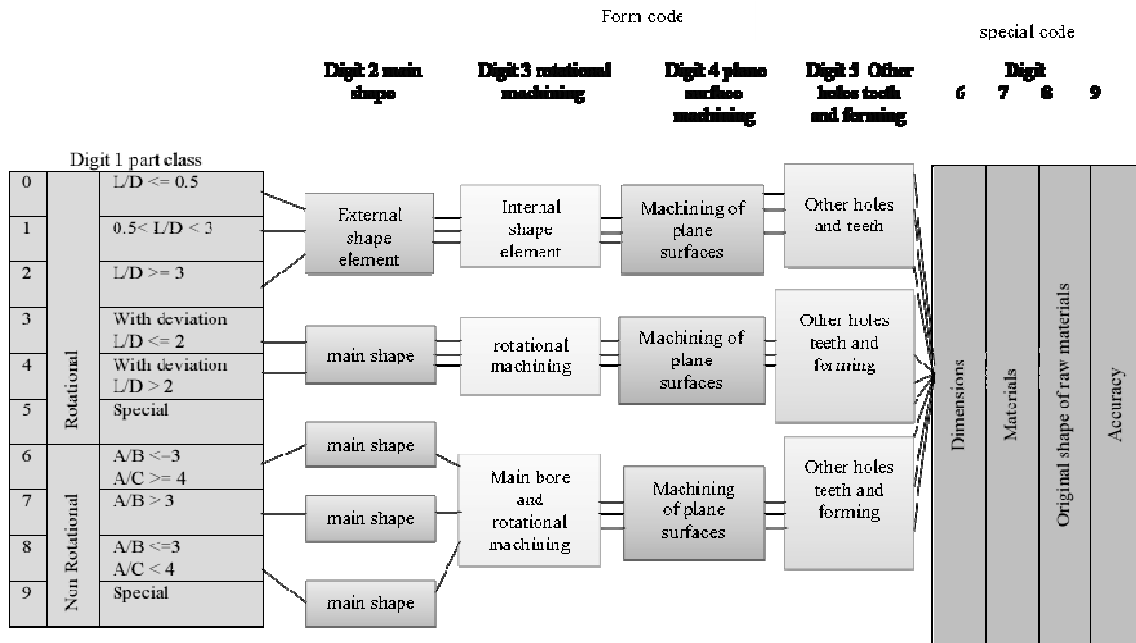 Form code
special code
Digit 2 main
shape
Digit 3 rotational
machining
Digit 4 plane
surface
machining
Digit 5 Other
holes teeth
and forming
Digit
6 7 8 9
Digit 1 part class
0 L/D <= 0.5
1 0.5< L/D < 3
2 L/D >= 3
3 With deviation
L/D <= 2
4 With deviation
L/D > 2
5 Special
Rotational
6 A/B <=3
A/C >= 4
7 A/B > 3
8 A/B <=3
A/C < 4
9 Special
Non Rotational
External
shape
element
Internal
shape
element
Machining of
plane
surfaces
Other holes
and teeth
main shape
rotational
machining
Machining of
plane
surfaces
Other holes
teeth and
forming
main shape
main shape
main shape
Main bore
and
rotational
machining
Machining
of plane
surfaces
Other holes
teeth and
forming
Dimensions
Materials
Original shape of raw materials
Accuracy